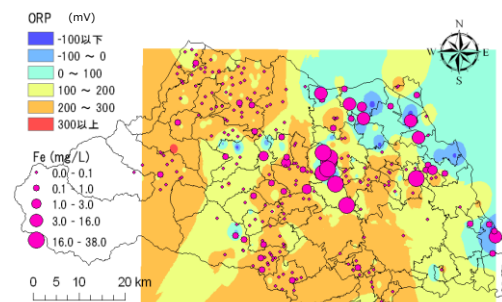 ORP (mV)
-100以下
-100 ～ 0
0 ～ 100
100 ～ 200
200 ～ 300
300以上
Fe (mg/L)
0.0 - 0.1
0.1 - 1.0
1.0 - 3.0
3.0 - 16.0
16.0 - 38.0
0 5 10 20 km
N
W E
S